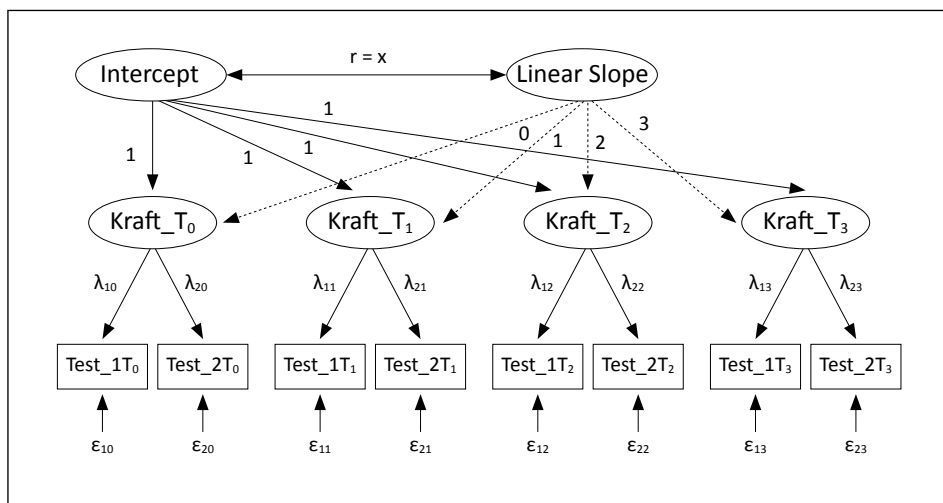 Intercept
r = x
Linear Slope
1
1
1
1
0
1
2
3
Kraft_T₀
Kraft_T₁
Kraft_T₂
Kraft_T₃
λ₁₀
λ₂₀
λ₁₁
λ₂₁
λ₁₂
λ₂₂
λ₁₃
λ₂₃
Test_1T₀
Test_2T₀
Test_1T₁
Test_2T₁
Test_1T₂
Test_2T₂
Test_1T₃
Test_2T₃
ε₁₀
ε₂₀
ε₁₁
ε₂₁
ε₁₂
ε₂₂
ε₁₃
ε₂₃